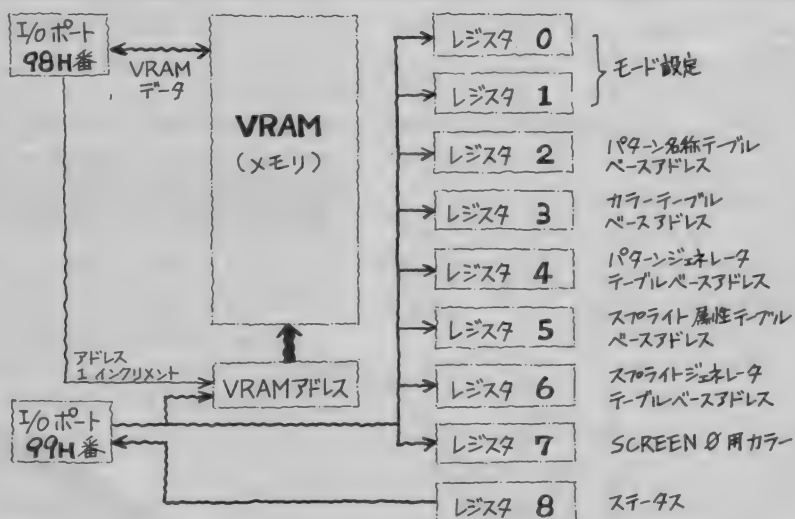 I/Oポート
98H番
VRAM
データ
VRAM
(メモリ)
アドレス
1 インクリメント
VRAMアドレス
I/Oポート
99H番
レジスタ 0
レジスタ 1
モード設定
レジスタ 2
パターン名称テーブル
ベースアドレス
レジスタ 3
カラーテーブル
ベースアドレス
レジスタ 4
パターンジェネレータ
テーブルベースアドレス
レジスタ 5
スプライト属性テーブル
ベースアドレス
レジスタ 6
スプライトジェネレータ
テーブルベースアドレス
レジスタ 7
SCREEN 0用カラー
レジスタ 8
ステータス